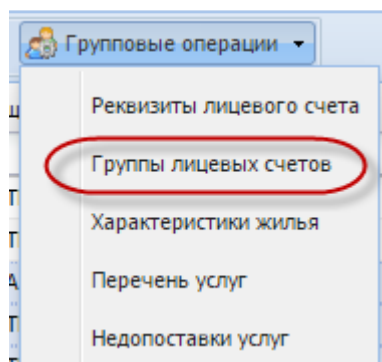 Групповые операции
Реквизиты лицевого счета
Группы лицевых счетов
Характеристики жилья
Перечень услуг
Недопоставки услуг